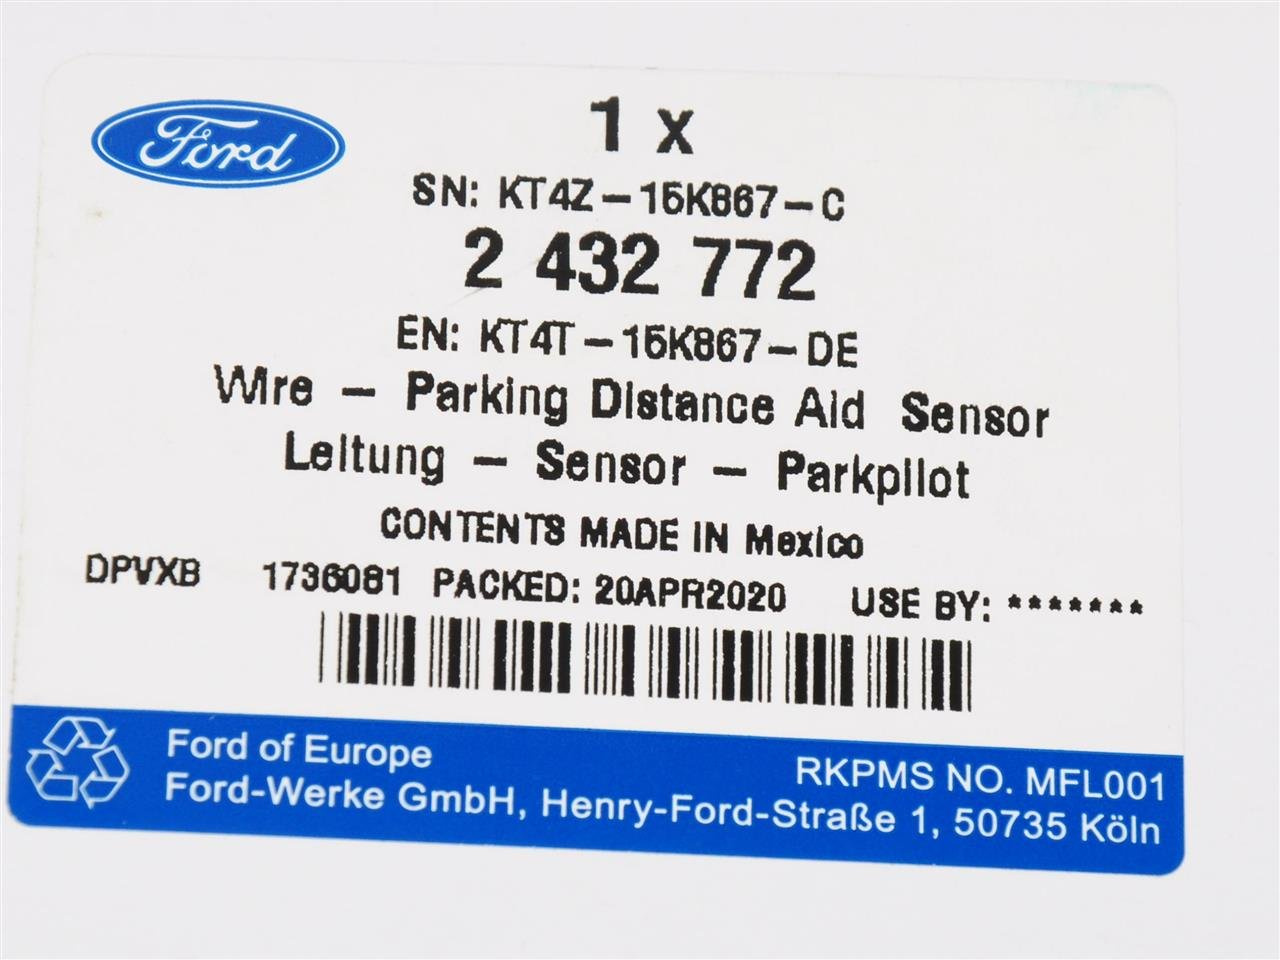 Ford
1 x
SN: KT4Z-15K867-C
2 432 772
EN: KT4T-15K867-DE
Wire - Parking Distance Aid Sensor
Leitung - Sensor - Parkpilot
CONTENTS MADE IN Mexico
DPVXB 1736081 PACKED: 20APR2020 USE BY: *******
Ford of Europe
RKPMS NO. MFL001
Ford-Werke GmbH, Henry-Ford-Straße 1, 50735 Köln